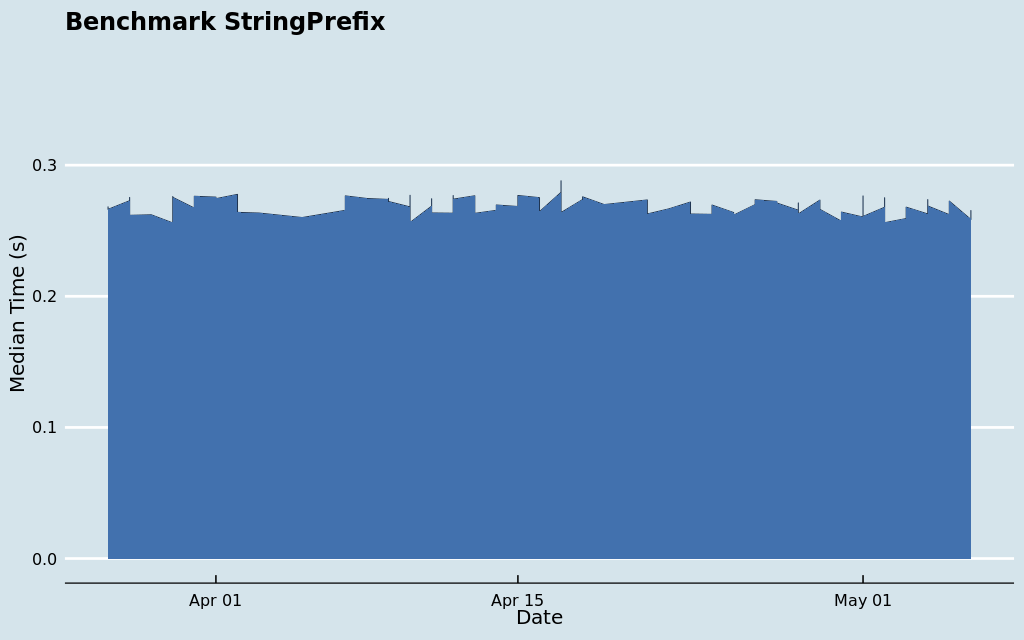 Benchmark StringPrefix
Median Time (s)
0.3
0.2
0.1
0.0
Apr 01
Apr 15
May 01
Date